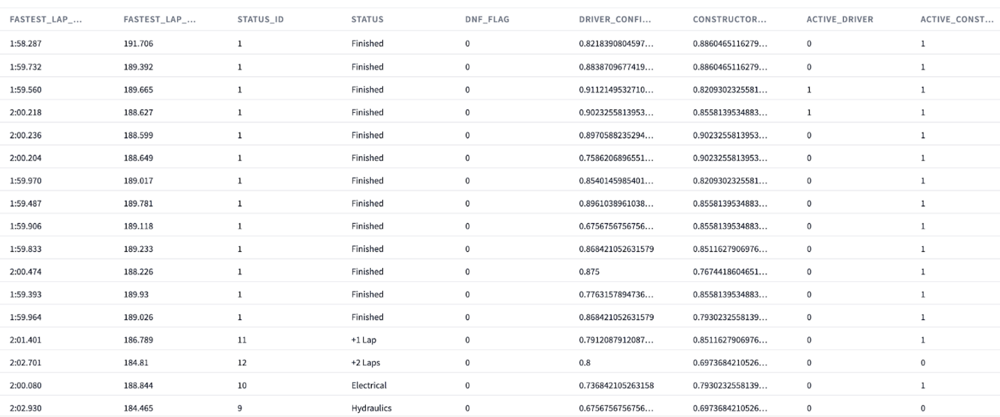 FASTEST_LAP_... FASTEST_LAP_... STATUS_ID STATUS DNF_FLAG DRIVER_CONFI... CONSTRUCTOR... ACTIVE_DRIVER ACTIVE_CONST...
1:58.287 191.706 1 Finished 0 0.8218390804597... 0.8860465116279... 0 1
1:59.732 189.392 1 Finished 0 0.8838709677419... 0.8860465116279... 0 1
1:59.560 189.665 1 Finished 0 0.9112149532710... 0.8209302325581... 1 1
2:00.218 188.627 1 Finished 0 0.9023255813953... 0.8558139534883... 1 1
2:00.236 188.599 1 Finished 0 0.8970588235294... 0.9023255813953... 0 1
2:00.204 188.649 1 Finished 0 0.7586206896551... 0.9023255813953... 0 1
1:59.970 189.017 1 Finished 0 0.8540145985401... 0.8209302325581... 0 1
1:59.487 189.781 1 Finished 0 0.8961038961038... 0.8558139534883... 0 1
1:59.906 189.118 1 Finished 0 0.6756756756756... 0.8558139534883... 0 1
1:59.833 189.233 1 Finished 0 0.868421052631579 0.8511627906976... 0 1
2:00.474 188.226 1 Finished 0 0.875 0.7674418604651... 0 1
1:59.393 189.93 1 Finished 0 0.7763157894736... 0.8558139534883... 0 1
1:59.964 189.026 1 Finished 0 0.868421052631579 0.7930232558139... 0 1
2:01.401 186.789 11 +1 Lap 0 0.7912087912087... 0.8511627906976... 0 1
2:02.701 184.81 12 +2 Laps 0 0.8 0.6973684210526... 0 0
2:00.080 188.844 10 Electrical 0 0.736842105263158 0.7930232558139... 0 1
2:02.930 184.465 9 Hydraulics 0 0.6756756756756... 0.6973684210526... 0 0